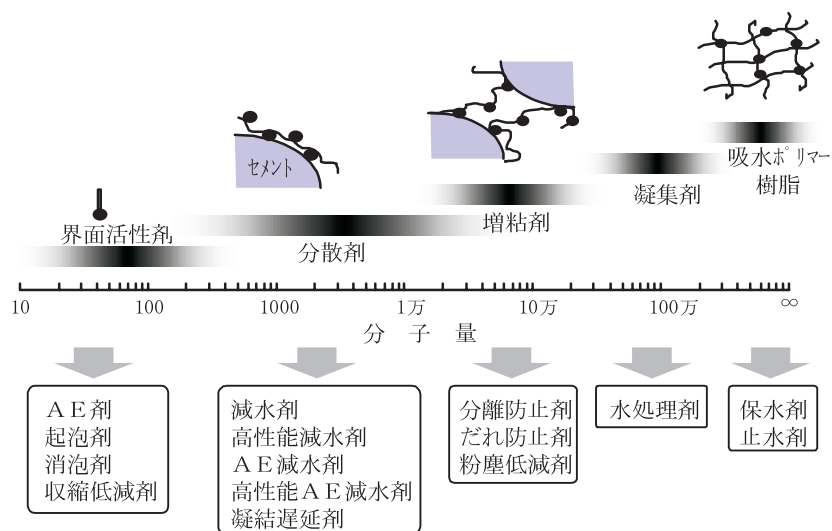 吸水ポリマー
樹脂
凝集剤
増粘剤
セメント
分散剤
界面活性剤
10 100 1000 1万 10万 100万 ∞
分 子 量
ＡＥ剤
起泡剤
消泡剤
収縮低減剤
減水剤
高性能減水剤
ＡＥ減水剤
高性能ＡＥ減水剤
凝結遅延剤
分離防止剤
だれ防止剤
粉塵低減剤
水処理剤
保水剤
止水剤